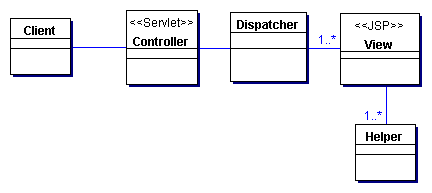 Client
<<Servlet>>
Controller
Dispatcher
1..*
<<JSP>>
View
1..*
Helper